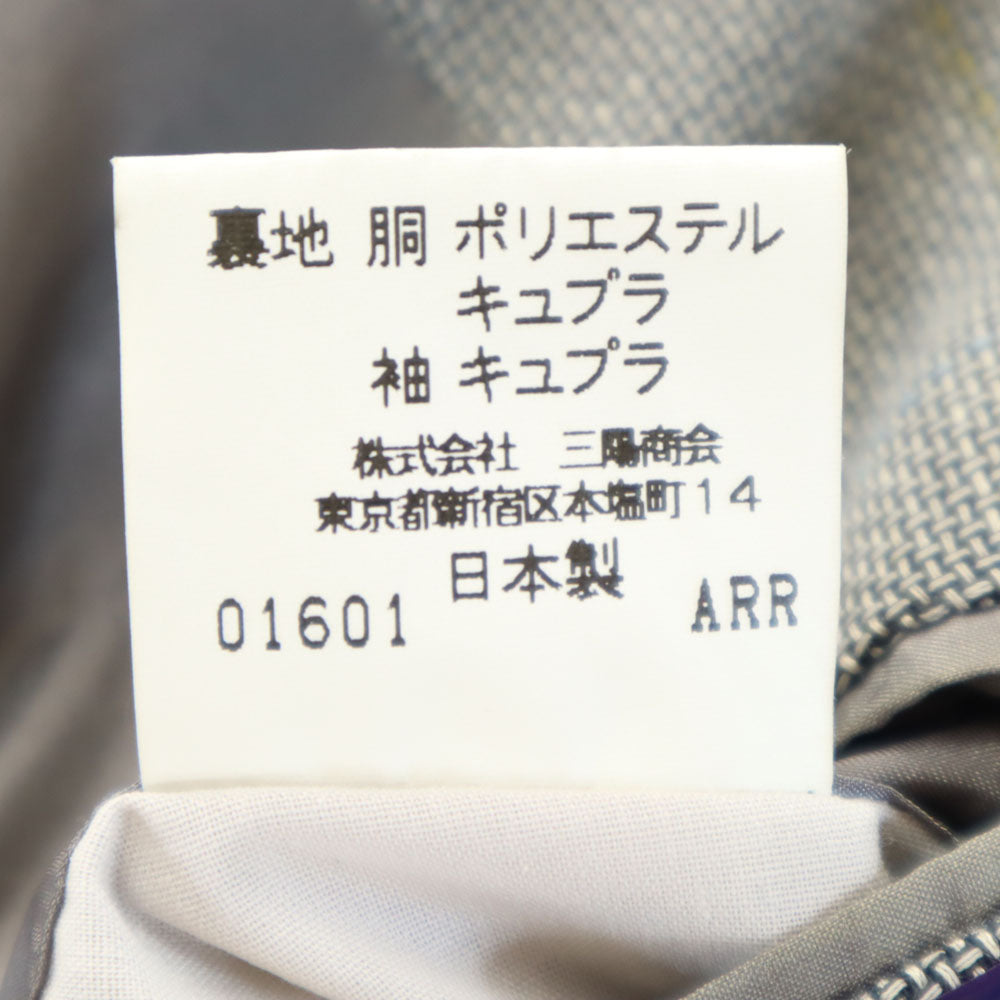 裏地 胴 ポリエステル
キュプラ
袖 キュプラ
株式会社 三陽商会
東京都新宿区本塩町14
日本製
01601 ARR